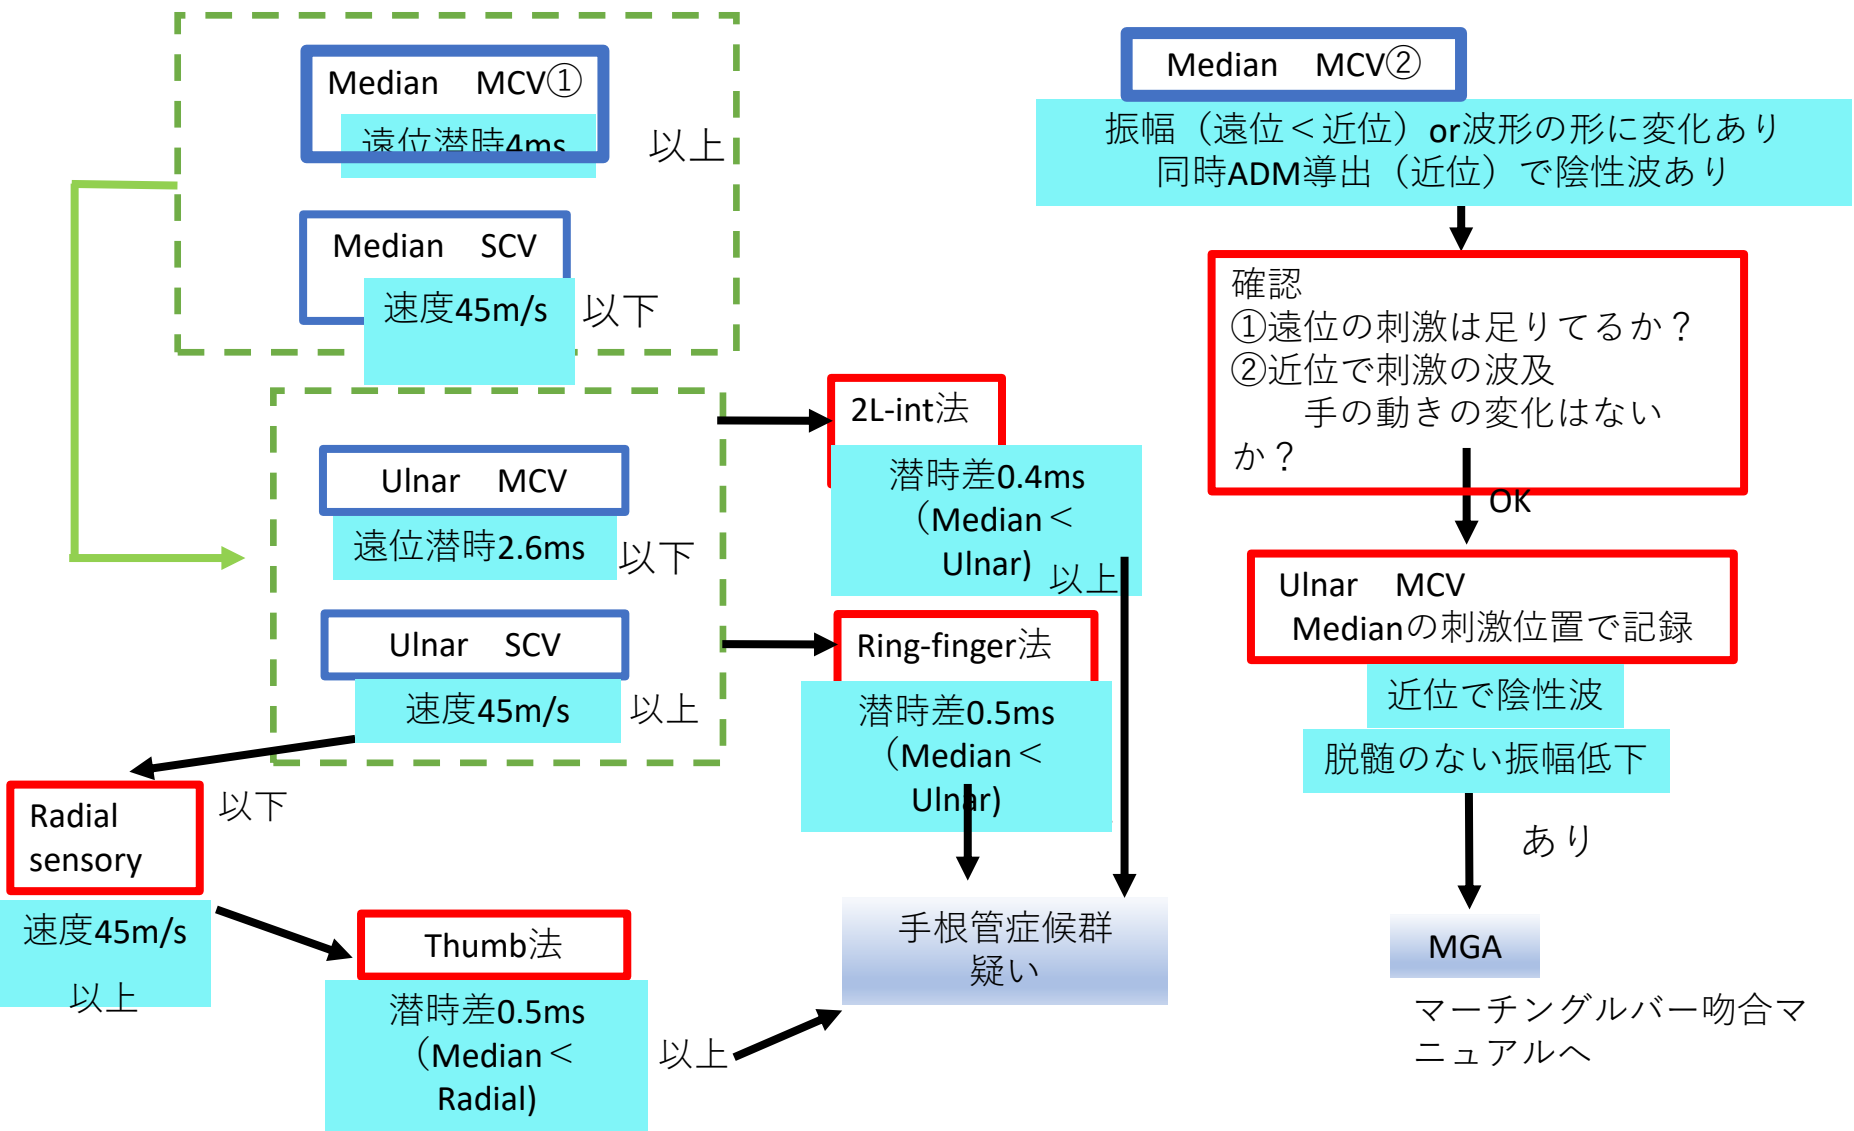 Median　MCV①
遠位潜時4ms
以上
Median　SCV
速度45m/s
以下
Ulnar　MCV
遠位潜時2.6ms
以下
Ulnar　SCV
速度45m/s
以上
2L-int法
潜時差0.4ms
（Median＜
Ulnar)
以上
Ring-finger法
潜時差0.5ms
（Median＜
Ulnar)
以下
Radial
sensory
速度45m/s
以上
Thumb法
潜時差0.5ms
（Median＜
Radial)
以上
手根管症候群
疑い
Median　MCV②
振幅（遠位＜近位）or波形の形に変化あり
同時ADM導出（近位）で陰性波あり
確認
①遠位の刺激は足りてるか？
②近位で刺激の波及
手の動きの変化はない
か？
OK
Ulnar　MCV
Medianの刺激位置で記録
近位で陰性波
脱髄のない振幅低下
あり
MGA
マーチングルバー吻合マ
ニュアルへ